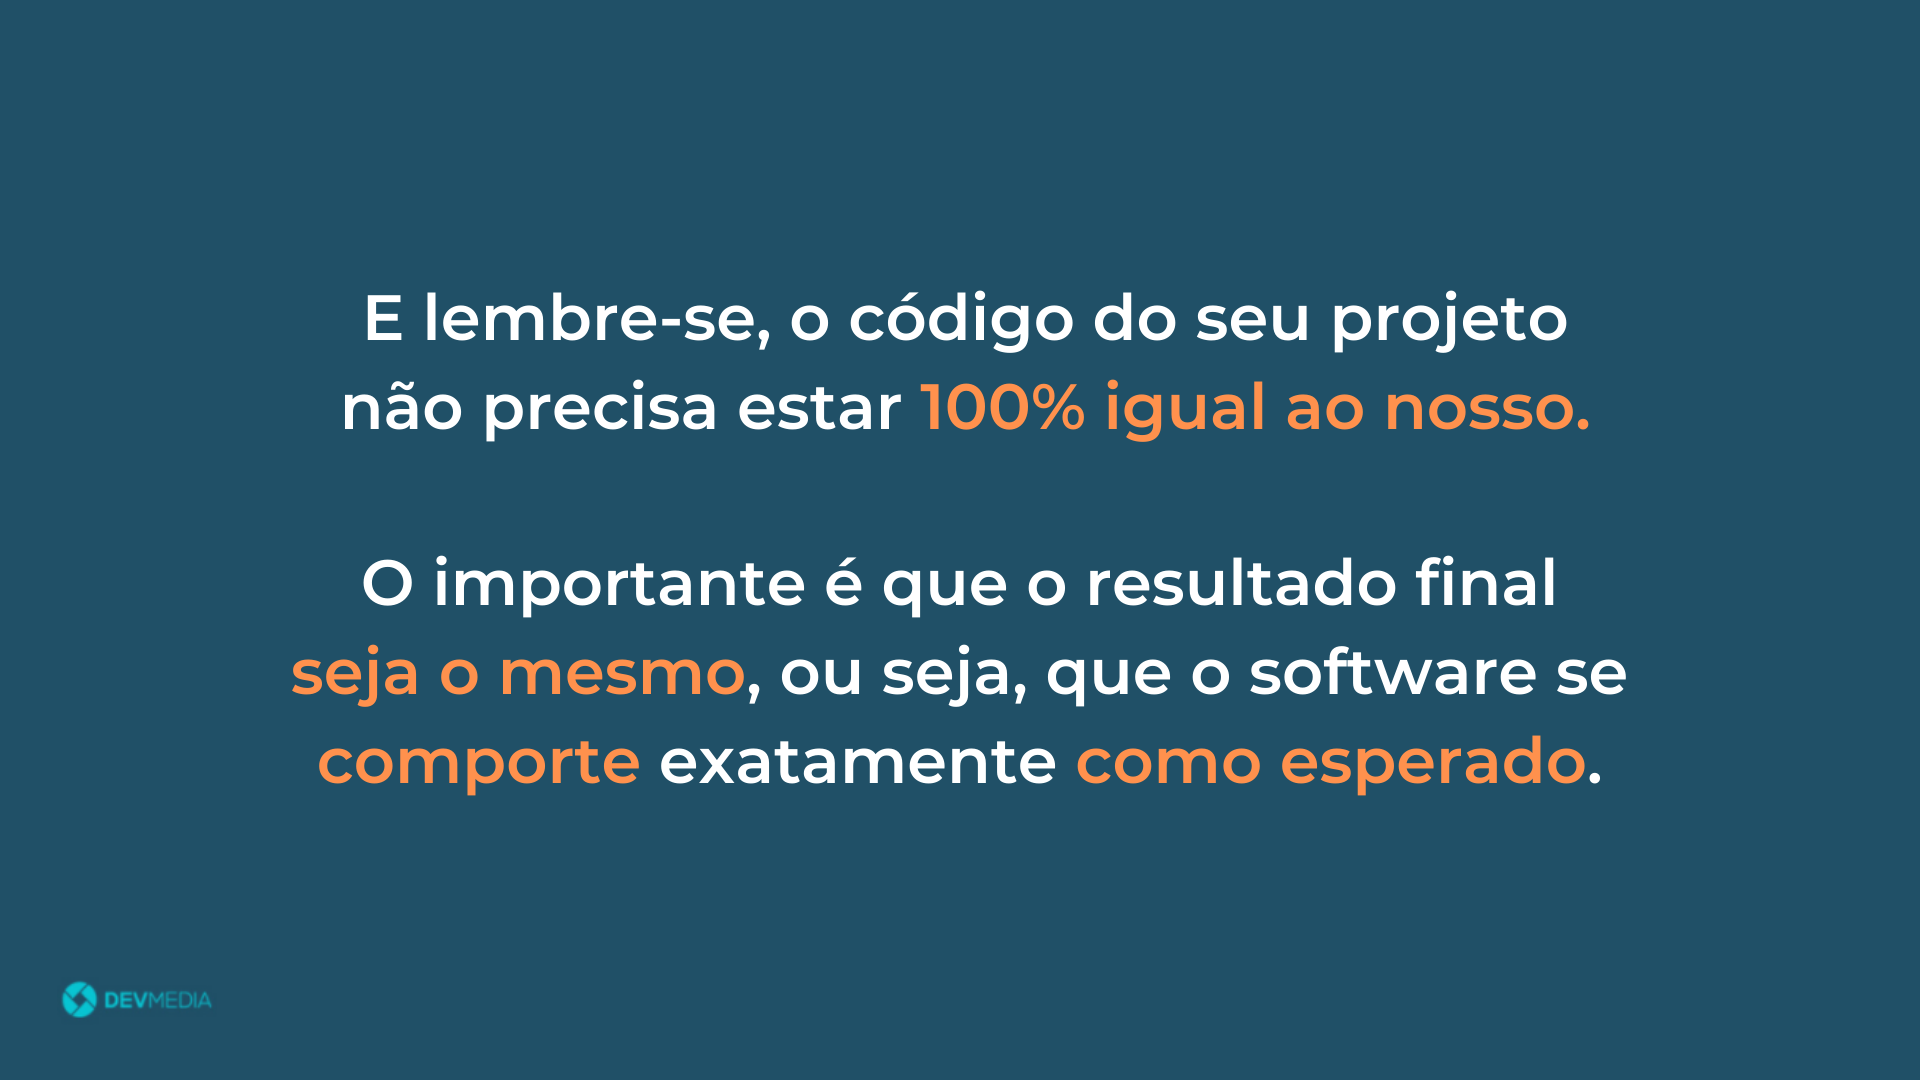 E lembre-se, o código do seu projeto
não precisa estar 100% igual ao nosso.
O importante é que o resultado final
seja o mesmo, ou seja, que o software se
comporte exatamente como esperado.
DEVMEDIA